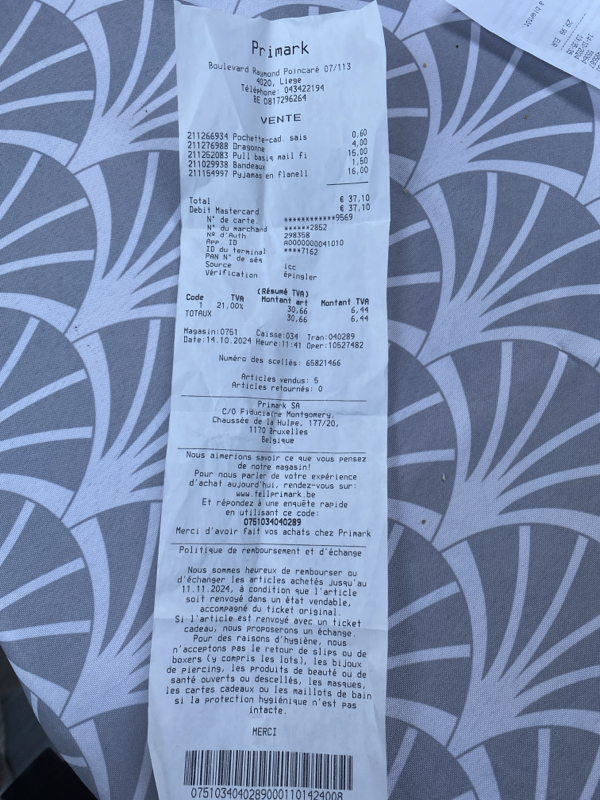 Primark
Boulevard Raymond Poincaré 07/113
4020, Liege
Téléphone: 043422194
BE 0817296264
VENTE
211266934 Pochette-cad. sais 0,60
211276988 Dragonne 4,00
211252083 Pull basiq mail fi 15,00
211029938 Bandeaux 1,50
211154997 Pyjamas en flanell 16,00
Total € 37,10
Debit Mastercard € 37,10
N° de carte ************9569
N° du marchand ******2852
Nº d'Auth 298358
App. ID A0000000041010
ID du terminal ****7162
PAN N° de séq
Source icc
Vérification épingler
(Résumé TVA)
Code TVA Montant art Montant TVA
1 21,00% 30,66 6,44
TOTAUX 30,66 6,44
Magasin:0751 Caisse:034 Tran:040289
Date:14.10.2024 Heure:11:41 Oper:10527482
Numéro des scellés: 65821466
Articles vendus: 5
Articles retournés: 0
Primark SA
C/O Fiduciaire Montgomery,
Chaussée de la Hulpe, 177/20,
1170 Bruxelles
Belgique
Nous aimerions savoir ce que vous pensez
de notre magasin!
Pour nous parler de votre expérience
d'achat aujourd'hui, rendez-vous sur:
www.tellprimark.be
Et répondez à une enquête rapide
en utilisant ce code:
0751034040289
Merci d'avoir fait vos achats chez Primark
Politique de remboursement et d'échange
Nous sommes heureux de rembourser ou
d'échanger les articles achetés jusqu'au
11.11.2024, à condition que l'article
soit renvoyé dans un état vendable,
accompagné du ticket original.
Si l'article est renvoyé avec un ticket
cadeau, nous proposerons un échange.
Pour des raisons d'hygiène, nous
n'acceptons pas le retour de slips ou de
boxers (y compris les lots), les bijoux
de piercing, les produits de beauté ou de
santé ouverts ou descellés, les masques,
les cartes cadeaux ou les maillots de bain
si la protection hygiénique n'est pas
intacte.
MERCI
07510340402890001101424008
à bientôt
29,99 EUR
14-10-2024